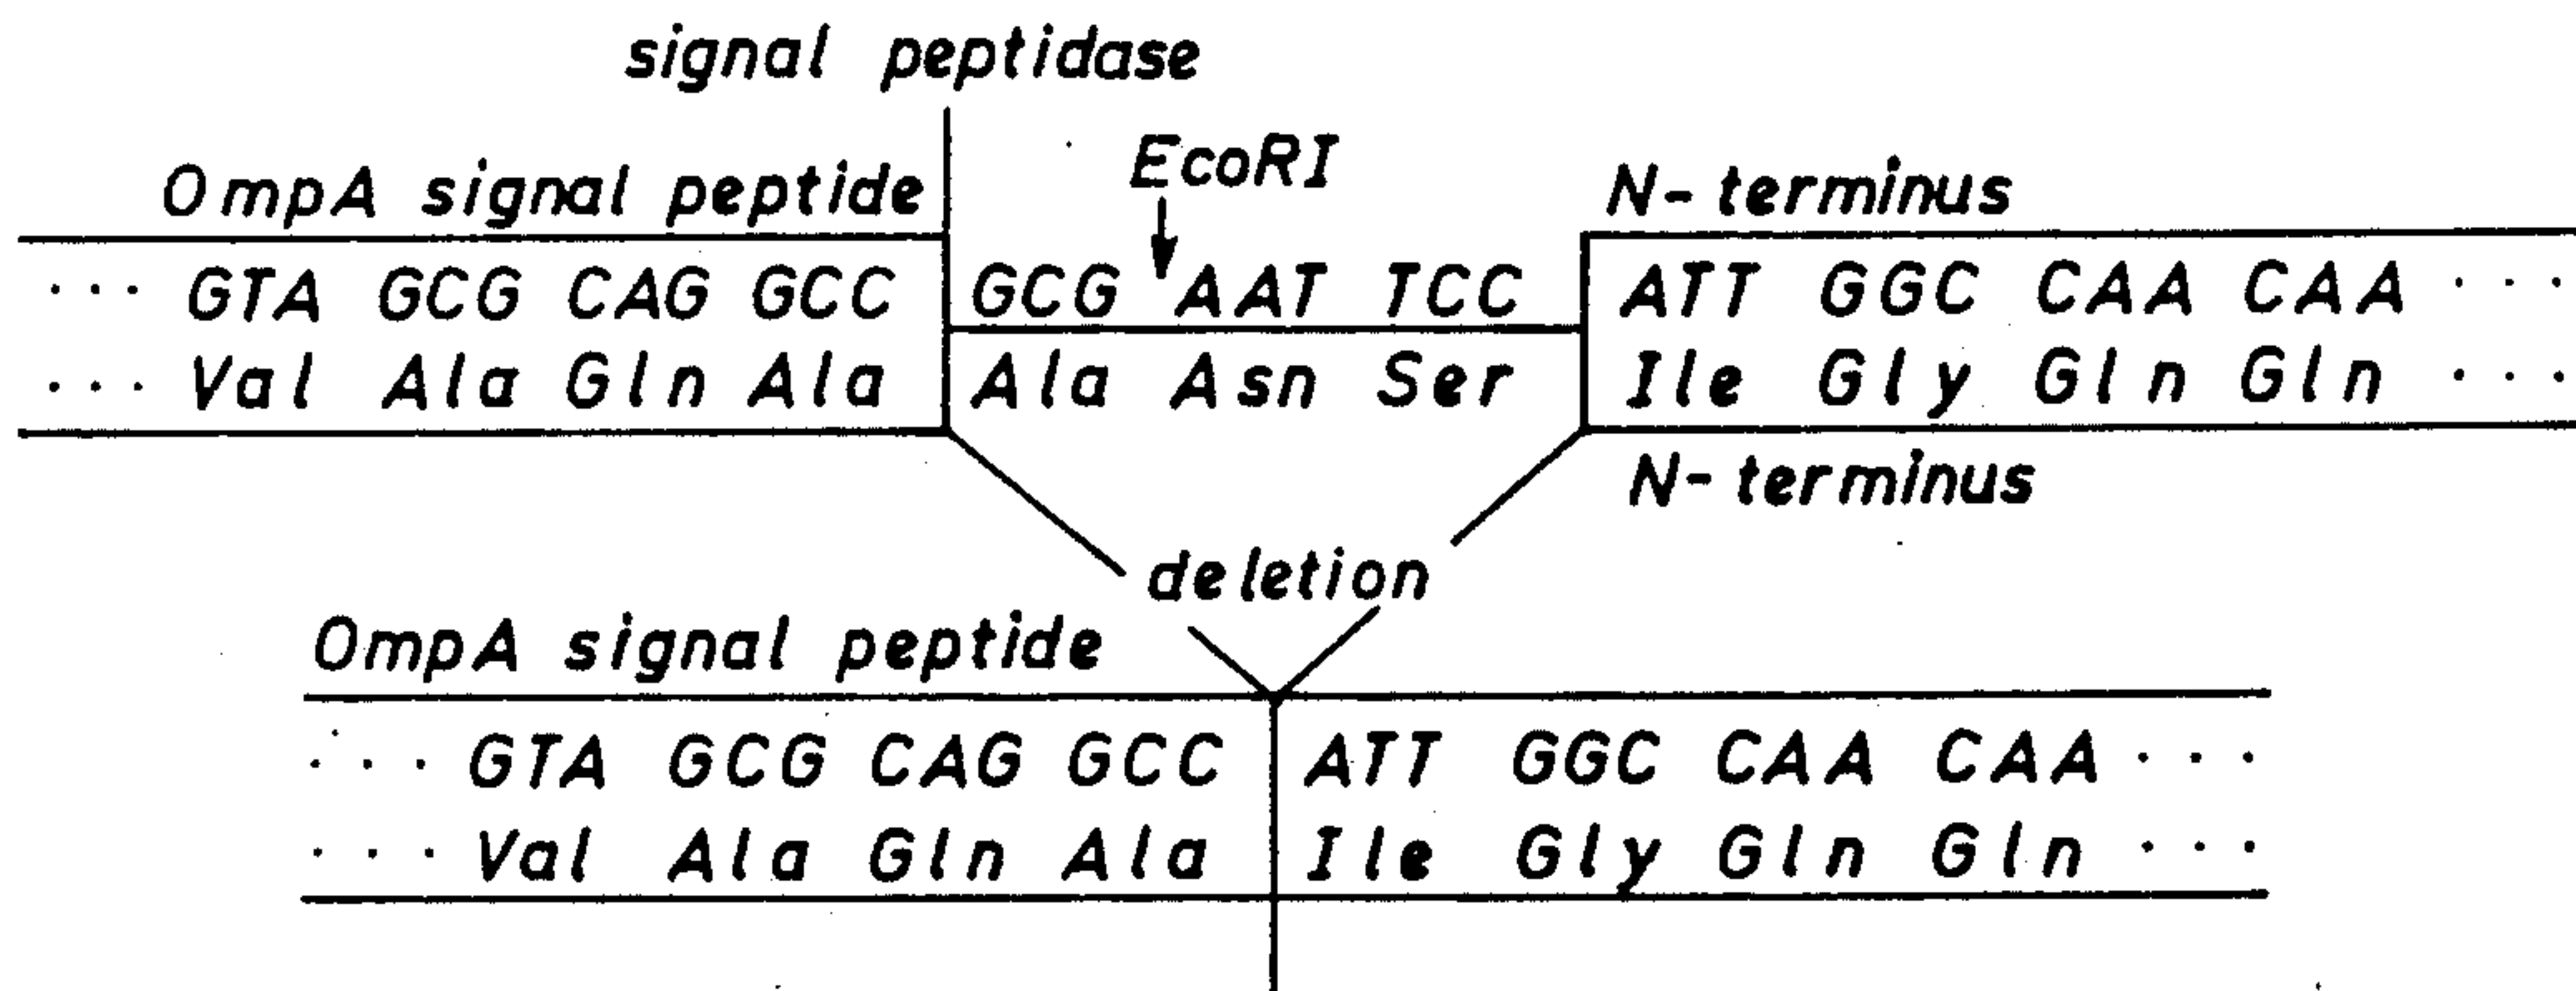 signal peptidase
EcoRI
OmpA signal peptide N-terminus
··· GTA GCG CAG GCC GCG AAT TCC ATT GGC CAA CAA ···
··· Val Ala Gln Ala Ala Asn Ser Ile Gly Gln Gln ···
N-terminus
deletion
OmpA signal peptide
··· GTA GCG CAG GCC ATT GGC CAA CAA ···
··· Val Ala Gln Ala Ile Gly Gln Gln ···